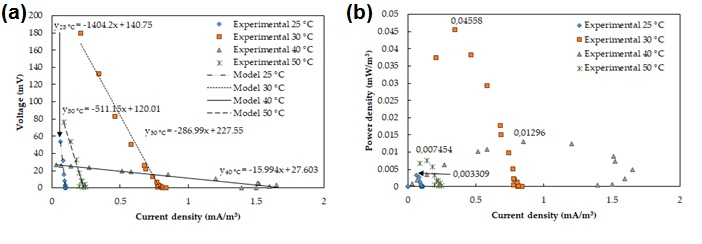 (a)
y25 °C= -1404.2x + 140.75
y50 °C = -511.15x + 120.01
y30 °C = -286.99x + 227.55
y40 °C= -15.994x + 27.603
Experimental 25 °C
Experimental 30 °C
Experimental 40 °C
Experimental 50 °C
Model 25 °C
Model 30 °C
Model 40 °C
Model 50 °C
Voltage (mV)
200
180
160
140
120
100
80
60
40
20
0
0 0.5 1 1.5 2
Current density (mA/m³)
(b)
0,04558
0,01296
0,007454
0,003309
Experimental 25 °C
Experimental 30 °C
Experimental 40 °C
Experimental 50 °C
Power density (mW/m³)
0.05
0.045
0.04
0.035
0.03
0.025
0.02
0.015
0.01
0.005
0
0 0.5 1 1.5 2
Current density (mA/m³)